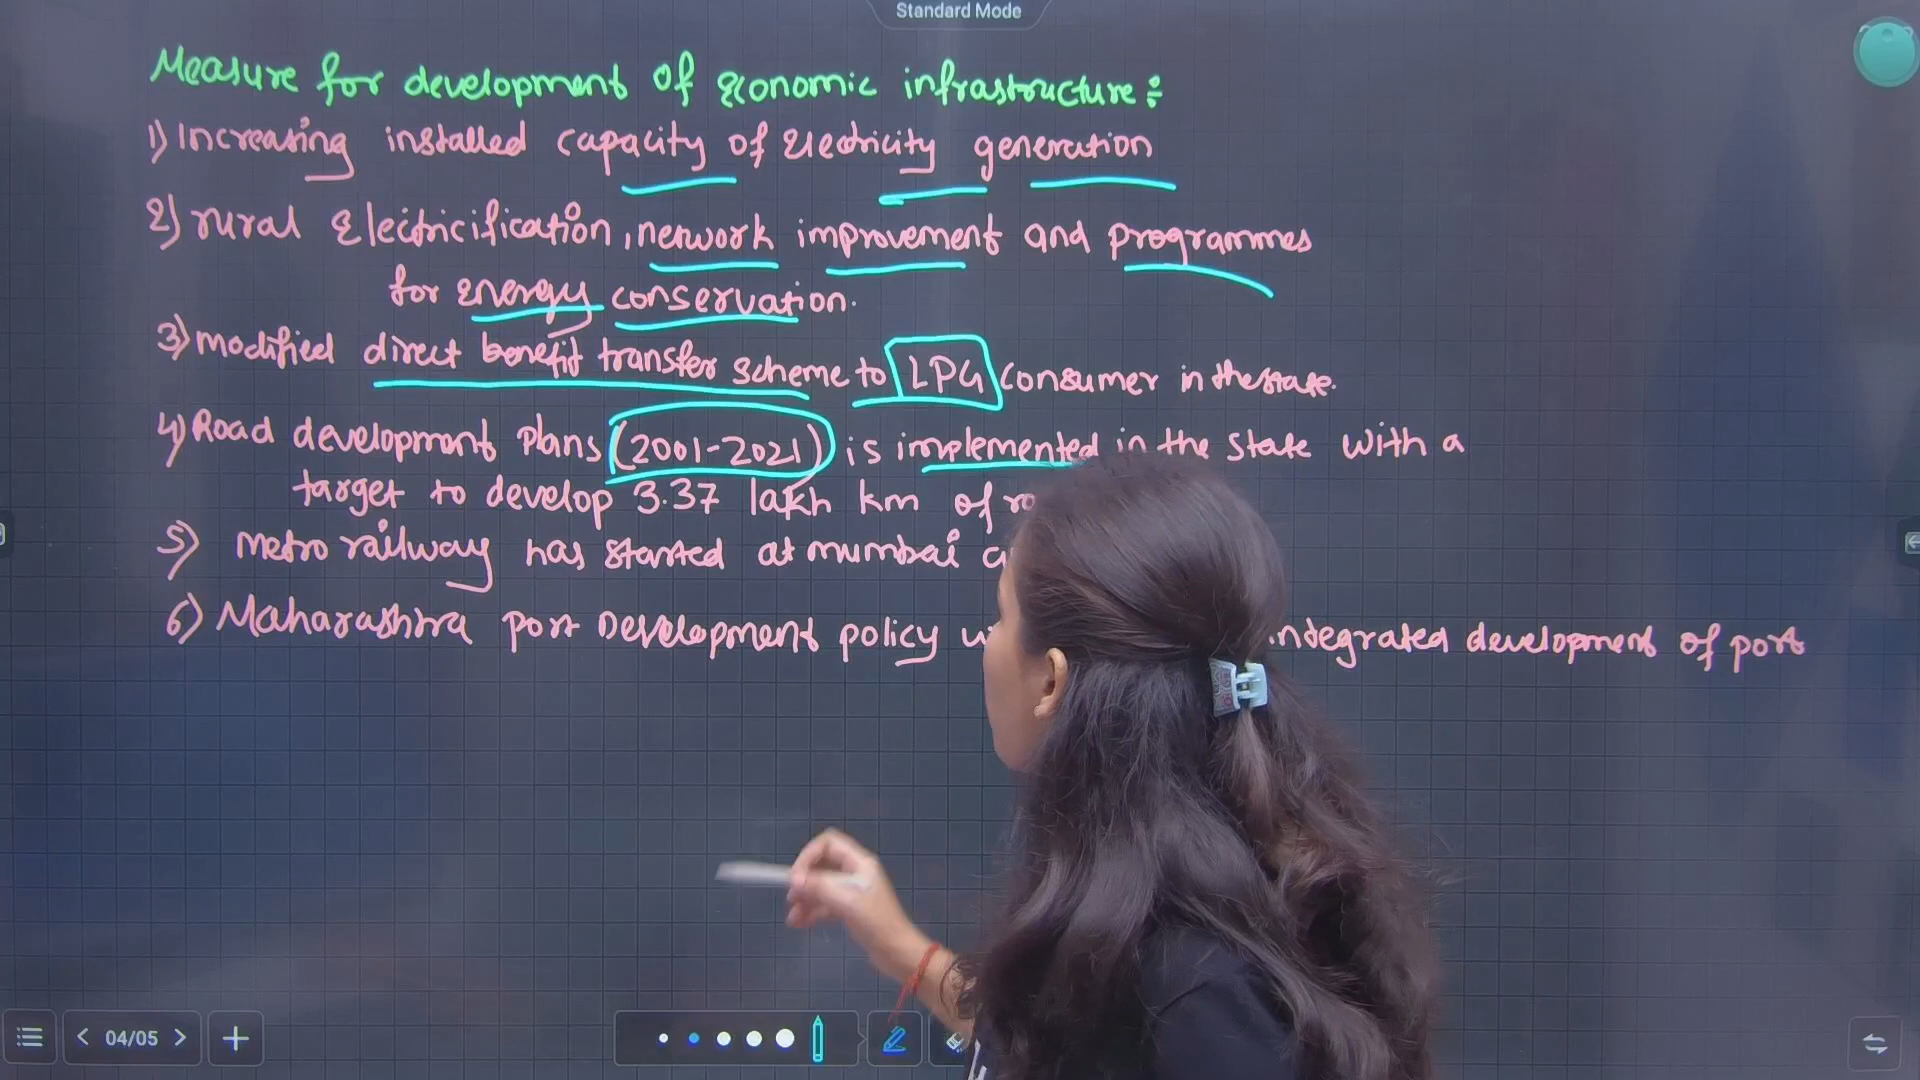 Standard Mode
Measure for development of economic infrastructure:
1) Increasing installed capacity of Electricity generation
2) rural Electricification, network improvement and programmes
for energy conservation.
3) modified direct benefit transfer scheme to LPG consumer in the state.
4) Road development plans (2001-2021) is implemented in the state with a
target to develop 3.37 lakh km of
5) metro railway has started at mumbai
6) Maharashtra port Development policy integrated development of port
04/05